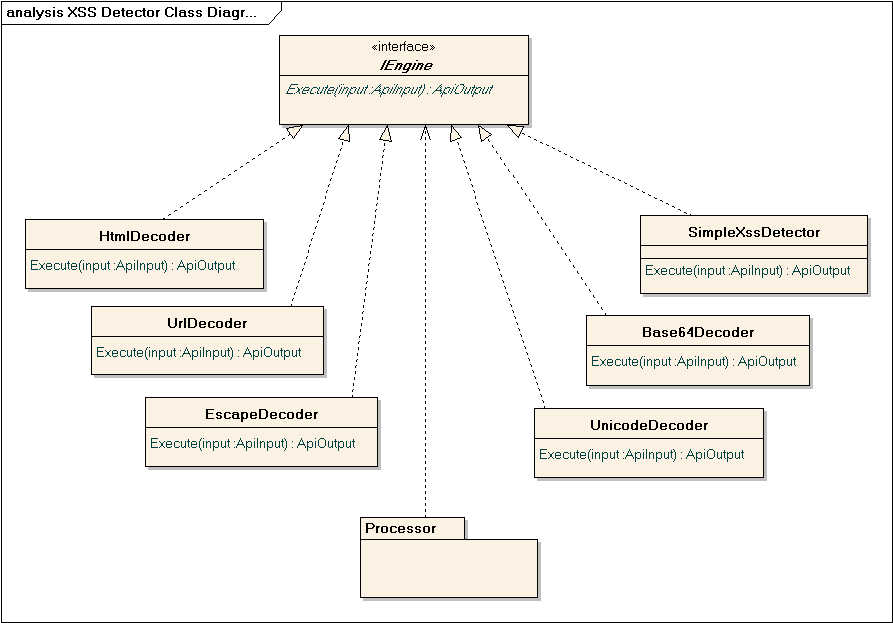 analysis XSS Detector Class Diagr...
«interface»
IEngine
Execute(input :ApiInput) : ApiOutput
HtmlDecoder
Execute(input :ApiInput) : ApiOutput
SimpleXssDetector
Execute(input :ApiInput) : ApiOutput
UrlDecoder
Execute(input :ApiInput) : ApiOutput
Base64Decoder
Execute(input :ApiInput) : ApiOutput
EscapeDecoder
Execute(input :ApiInput) : ApiOutput
UnicodeDecoder
Execute(input :ApiInput) : ApiOutput
Processor